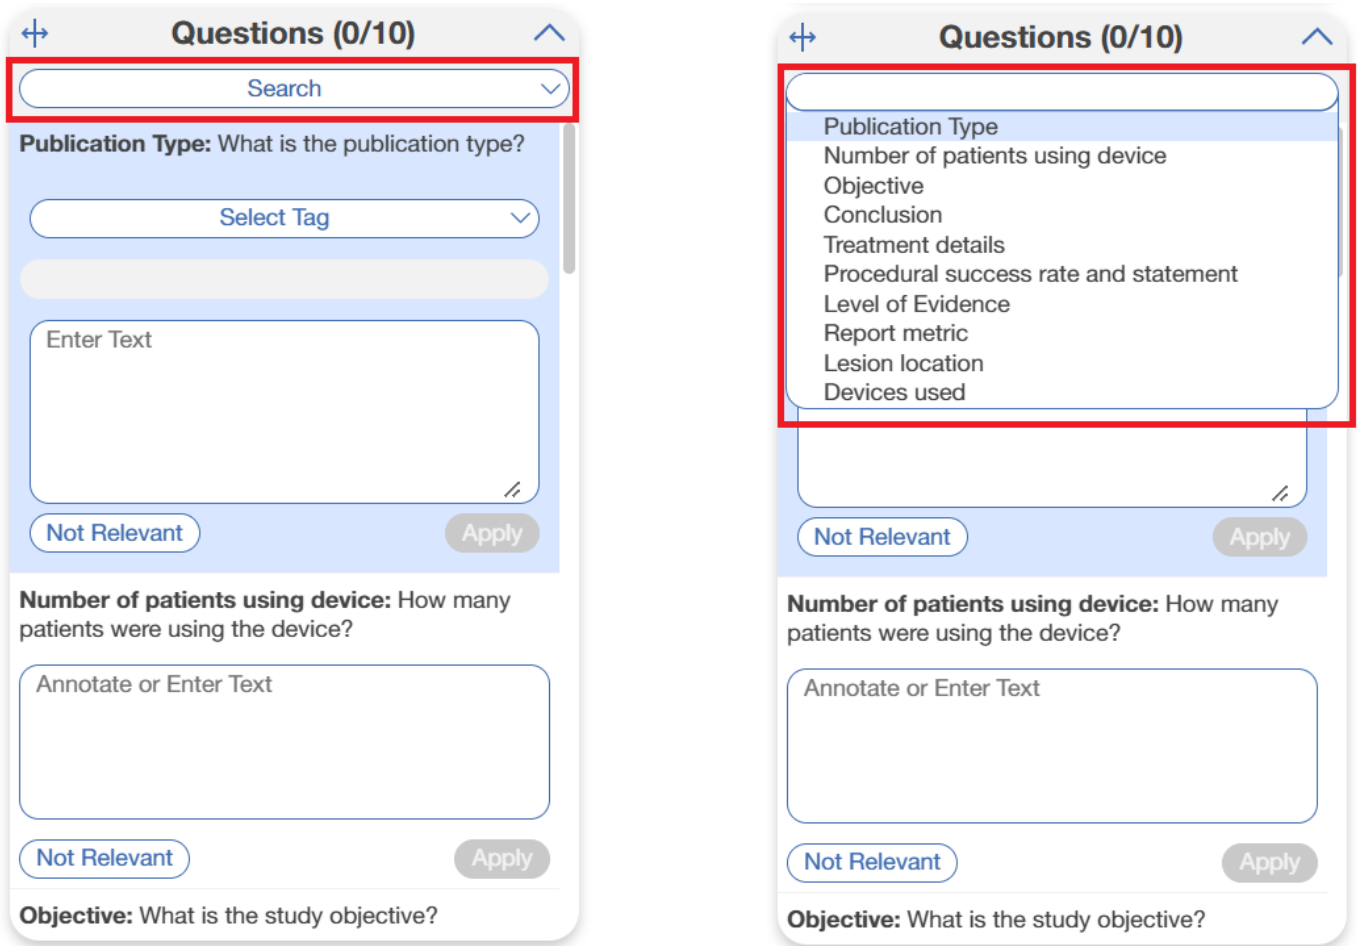 Questions (0/10)
Search
Publication Type: What is the publication type?
Select Tag
Enter Text
Not Relevant
Apply
Number of patients using device: How many
patients were using the device?
Annotate or Enter Text
Not Relevant
Apply
Objective: What is the study objective?
Questions (0/10)
Publication Type
Number of patients using device
Objective
Conclusion
Treatment details
Procedural success rate and statement
Level of Evidence
Report metric
Lesion location
Devices used
Not Relevant
Apply
Number of patients using device: How many
patients were using the device?
Annotate or Enter Text
Not Relevant
Apply
Objective: What is the study objective?